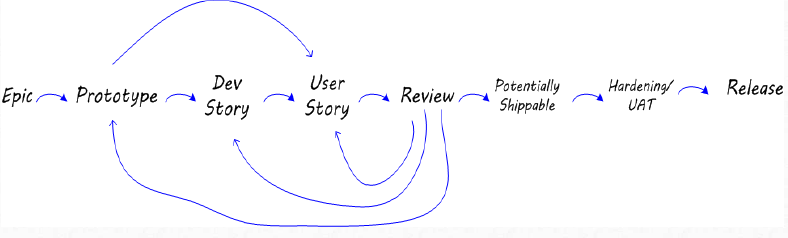 Epic
Prototype
Dev
Story
User
Story
Review
Potentially
Shippable
Hardening/
UAT
Release